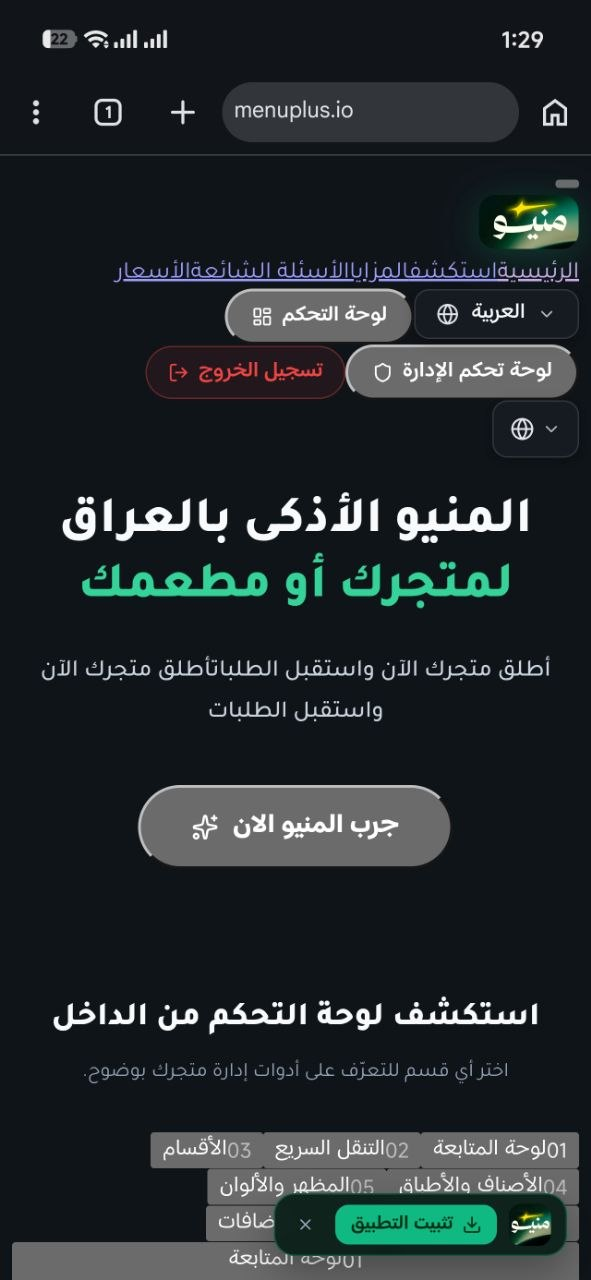 22
1:29
1
menuplus.io
منيو
الرئيسيةاستكشفالمزاياالأسئلة الشائعةالأسعار
العربية
لوحة التحكم
لوحة تحكم الإدارة
تسجيل الخروج
المنيو الأذكى بالعراق
لمتجرك أو مطعمك
أطلق متجرك الآن واستقبل الطلباتأطلق متجرك الآن
واستقبل الطلبات
جرب المنيو الان
استكشف لوحة التحكم من الداخل
اختر أي قسم للتعرّف على أدوات إدارة متجرك بوضوح.
01لوحة المتابعة 02التنقل السريع 03الأقسام
04الأصناف والأطباق 05المظهر والألوان
ضافات
منيو
تثبيت التطبيق
01لوحة المتابعة